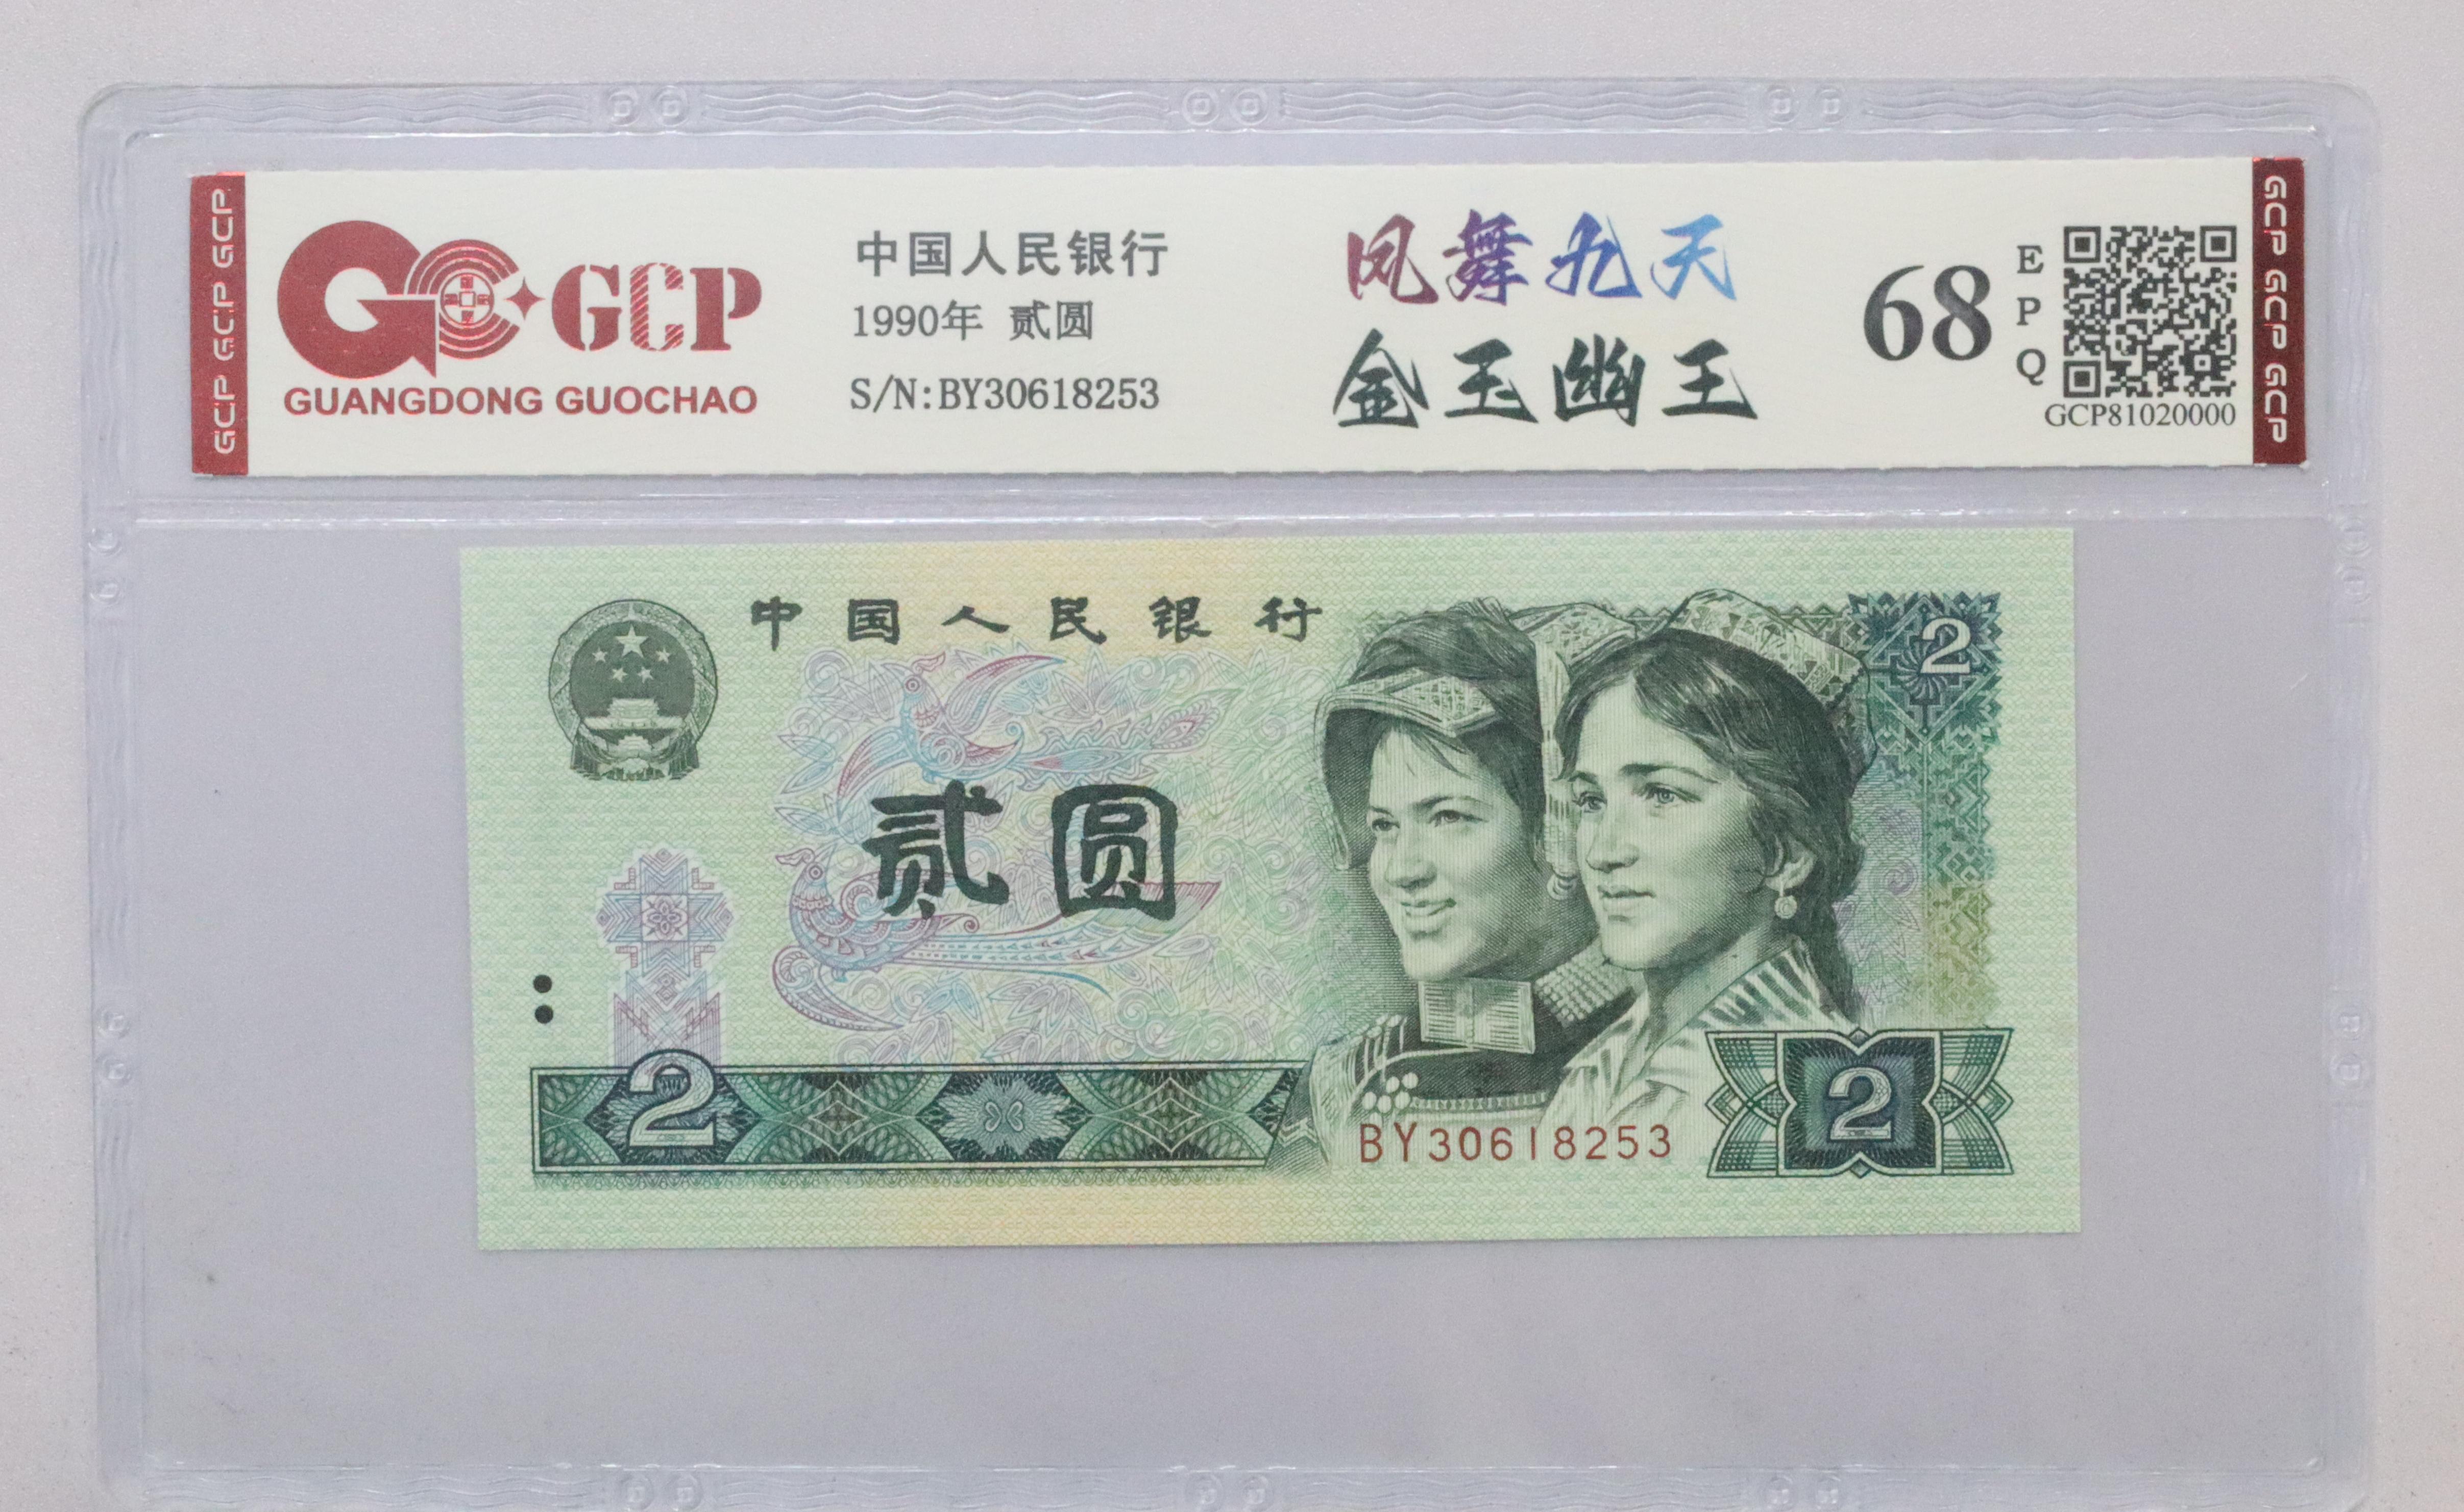 GCP GCP GCP
GCP
GUANGDONG GUOCHAO
中国人民银行
1990年 贰圆
S/N:BY30618253
凤舞九天
金玉幽王
68
EPQ
GCP81020000
GCP GCP GCP
中国人民银行
2
贰圆
2
BY30618253
2